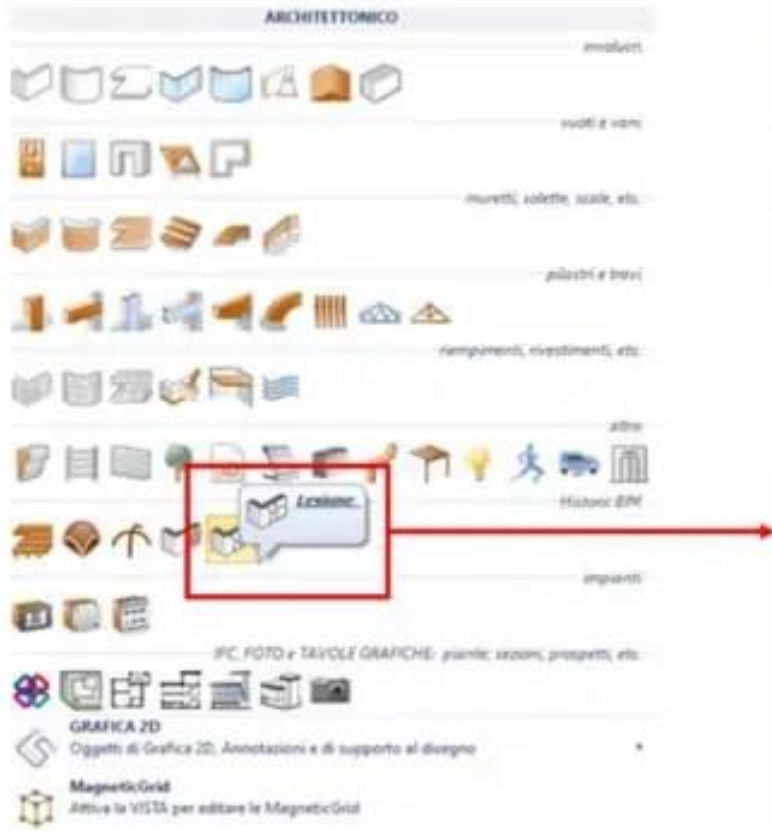 ARCHITETTONICO
involucri
vuoti e vani
muretti, solette, scale, etc.
pilastri e travi
riempimenti, rivestimenti, etc.
altro
Lesione
Historic BIM
impianti
IFC, FOTO e TAVOLE GRAFICHE: piante, sezioni, prospetti, etc.
GRAFICA 2D
Oggetti di Grafica 2D, Annotazioni e di supporto al disegno
MagneticGrid
Attiva la VISTA per editare le MagneticGrid